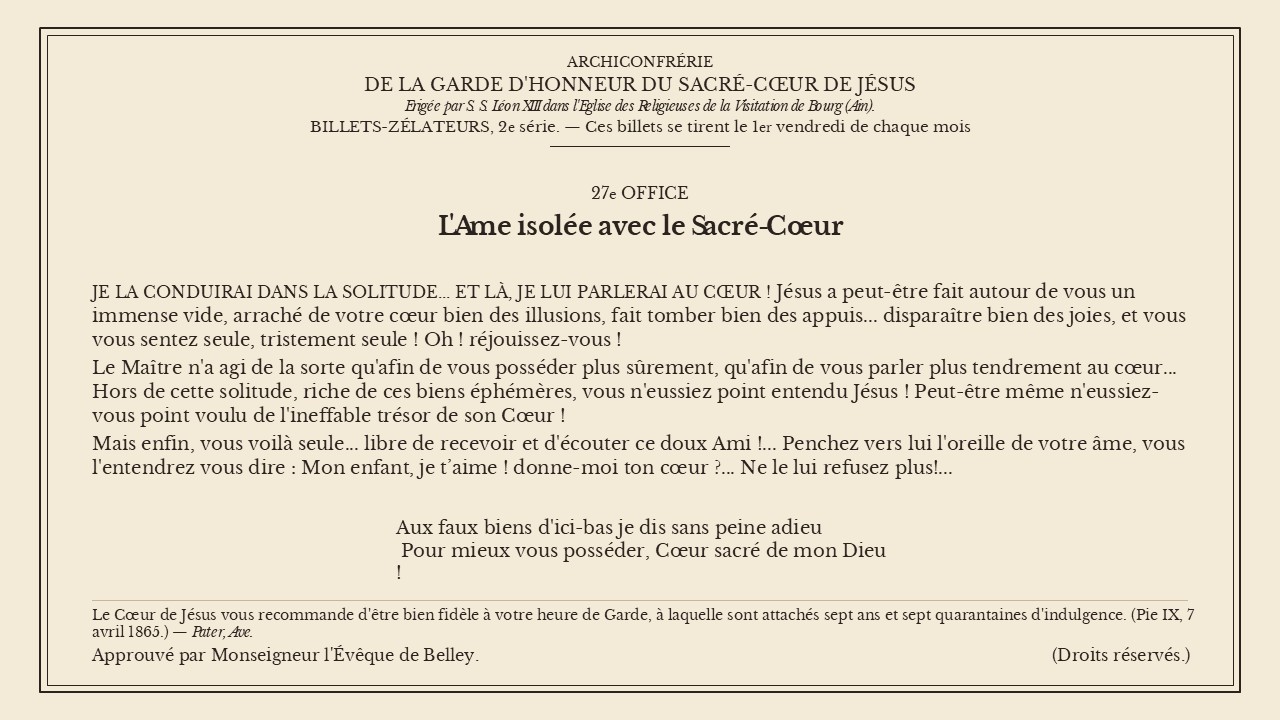 ARCHICONFRÉRIE
DE LA GARDE D'HONNEUR DU SACRÉ-CŒUR DE JÉSUS
Erigée par S. S. Léon XIII dans l'Eglise des Religieuses de la Visitation de Bourg (Ain).
BILLETS-ZÉLATEURS, 2e série. — Ces billets se tirent le 1er vendredi de chaque mois
27e OFFICE
L'Ame isolée avec le Sacré-Cœur
JE LA CONDUIRAI DANS LA SOLITUDE... ET LÀ, JE LUI PARLERAI AU CŒUR ! Jésus a peut-être fait autour de vous un
immense vide, arraché de votre cœur bien des illusions, fait tomber bien des appuis... disparaître bien des joies, et vous
vous sentez seule, tristement seule ! Oh ! réjouissez-vous !
Le Maître n'a agi de la sorte qu'afin de vous posséder plus sûrement, qu'afin de vous parler plus tendrement au cœur...
Hors de cette solitude, riche de ces biens éphémères, vous n'eussiez point entendu Jésus ! Peut-être même n'eussiez-
vous point voulu de l'ineffable trésor de son Cœur !
Mais enfin, vous voilà seule... libre de recevoir et d'écouter ce doux Ami !... Penchez vers lui l'oreille de votre âme, vous
l'entendrez vous dire : Mon enfant, je t’aime ! donne-moi ton cœur ?... Ne le lui refusez plus!...
Aux faux biens d'ici-bas je dis sans peine adieu
Pour mieux vous posséder, Cœur sacré de mon Dieu
!
Le Cœur de Jésus vous recommande d'être bien fidèle à votre heure de Garde, à laquelle sont attachés sept ans et sept quarantaines d'indulgence. (Pie IX, 7
avril 1865.) — Pater, Ave.
Approuvé par Monseigneur l'Évêque de Belley. (Droits réservés.)